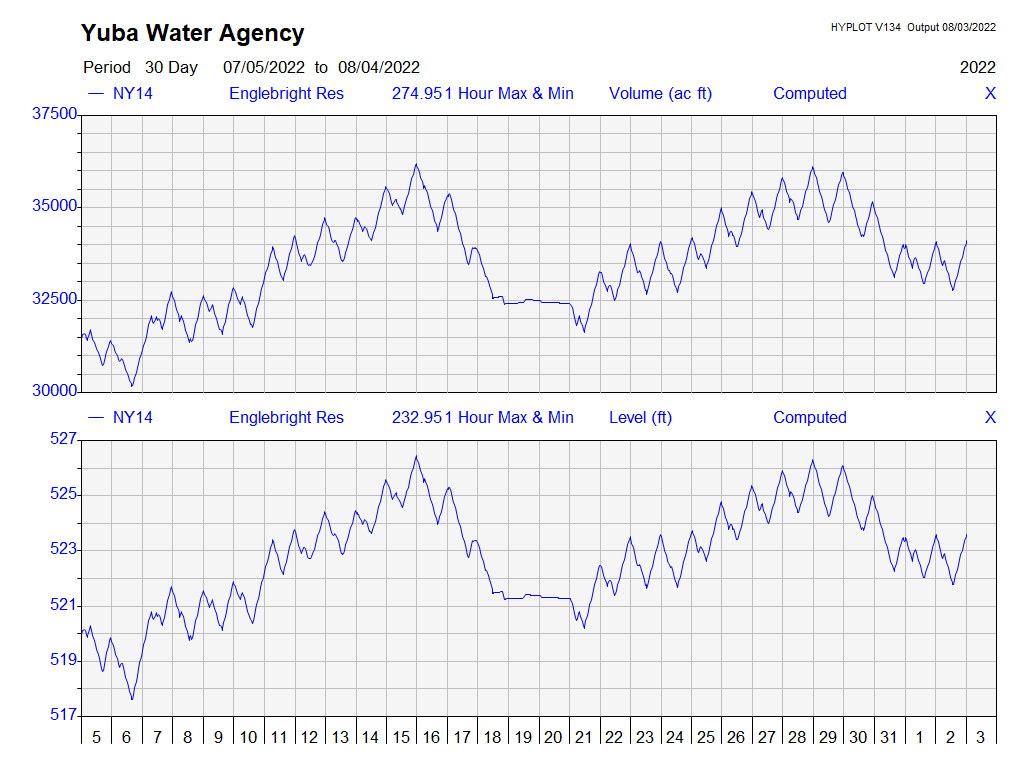 Yuba Water Agency
HYPLOT V134 Output 08/03/2022
Period 30 Day 07/05/2022 to 08/04/2022 2022
NY14 Englebright Res 274.951 Hour Max & Min Volume (ac ft) Computed X
37500
35000
32500
30000
NY14 Englebright Res 232.951 Hour Max & Min Level (ft) Computed X
527
525
523
521
519
517
5 6 7 8 9 10 11 12 13 14 15 16 17 18 19 20 21 22 23 24 25 26 27 28 29 30 31 1 2 3